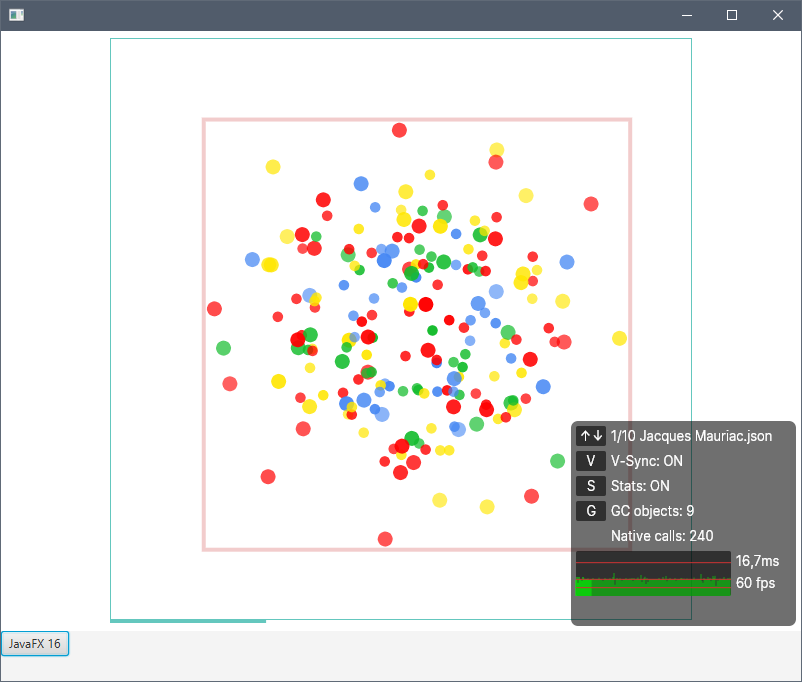 ↑↓ 1/10 Jacques Mauriac.json
V V-Sync: ON
S Stats: ON
G GC objects: 9
Native calls: 240
16,7ms
60 fps
JavaFX 16